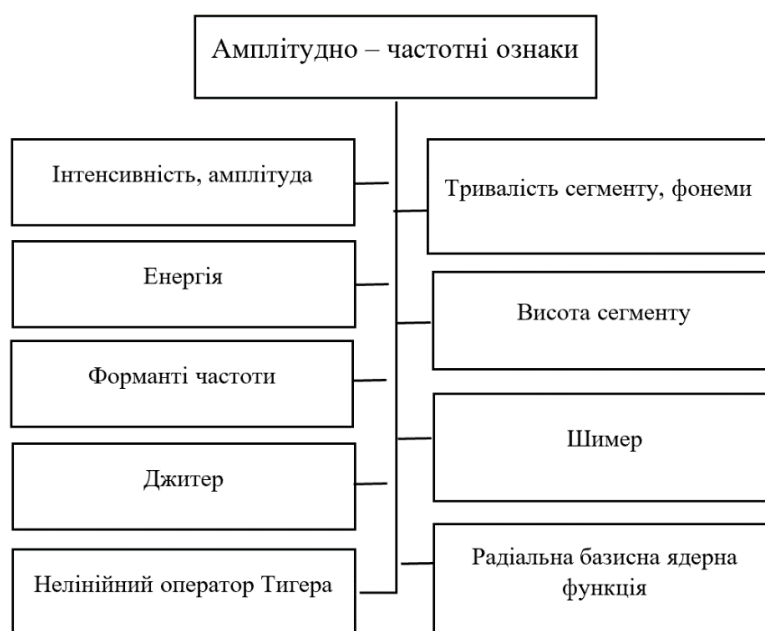 Амплітудно – частотні ознаки
Інтенсивність, амплітуда
Тривалість сегменту, фонеми
Енергія
Висота сегменту
Форманті частоти
Шимер
Джитер
Нелінійний оператор Тигера
Радіальна базисна ядерна
функція